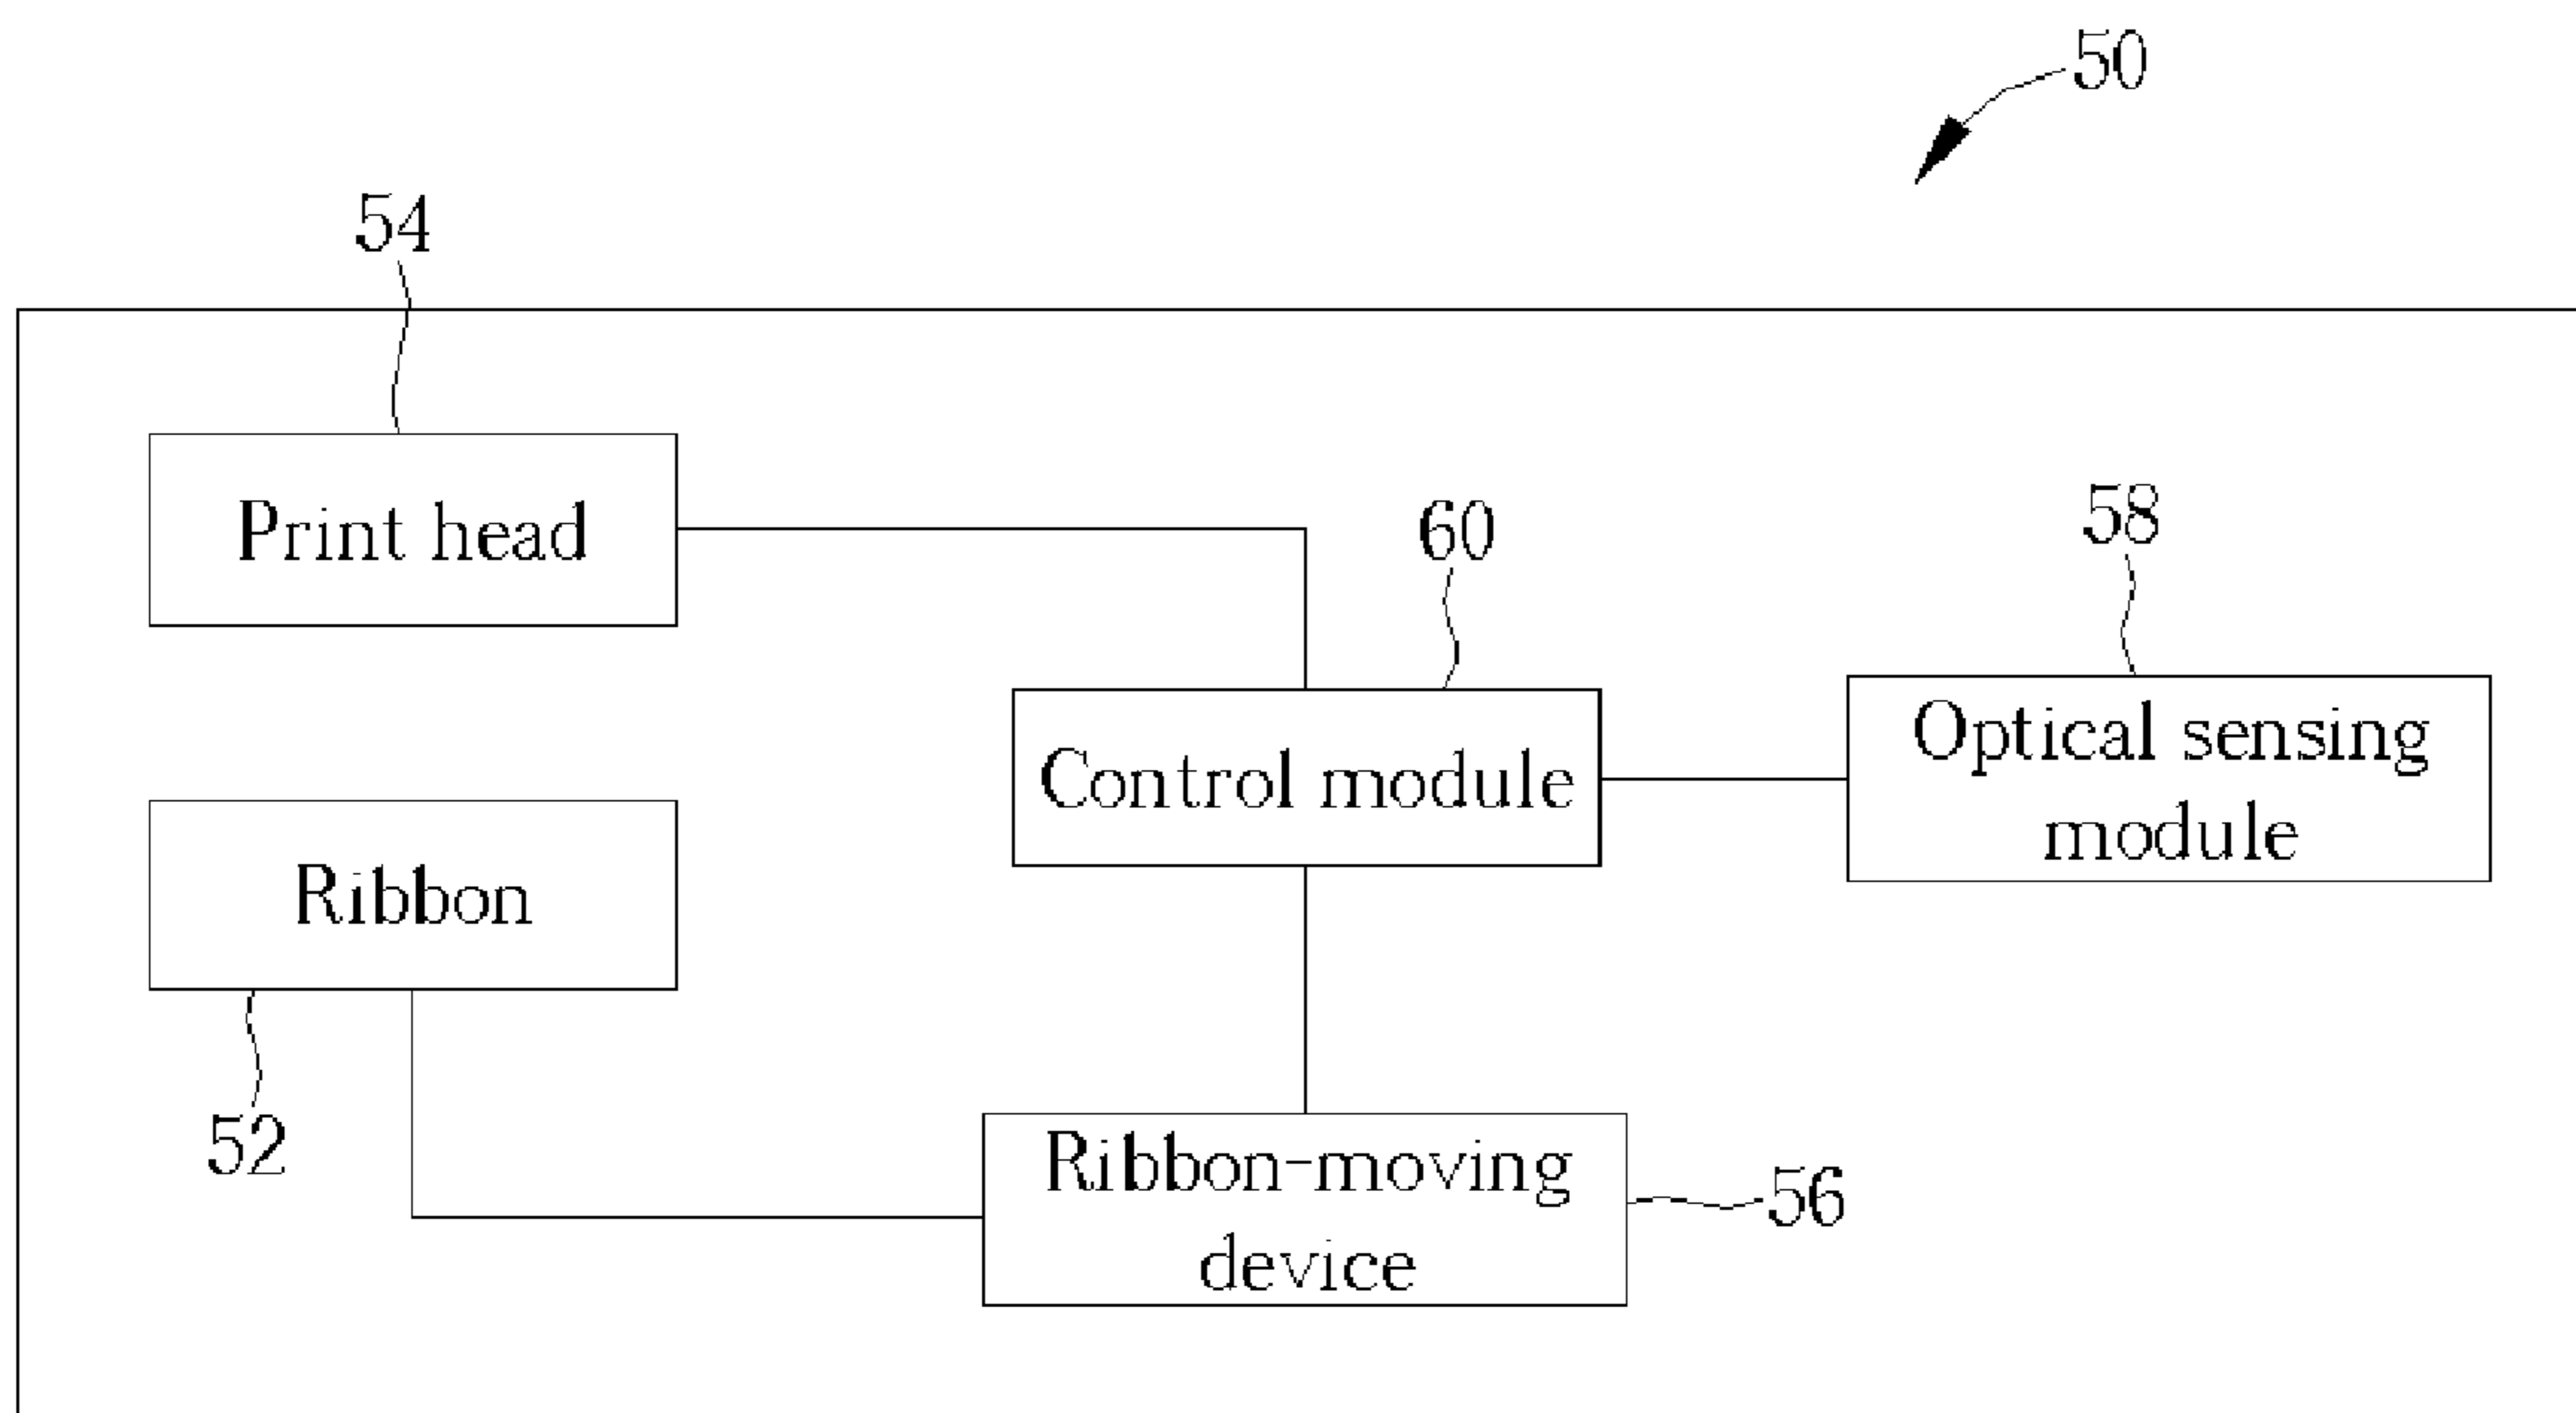 50
54
Print head
60
58
Control module
Optical sensing
module
Ribbon
52
Ribbon-moving
device
56